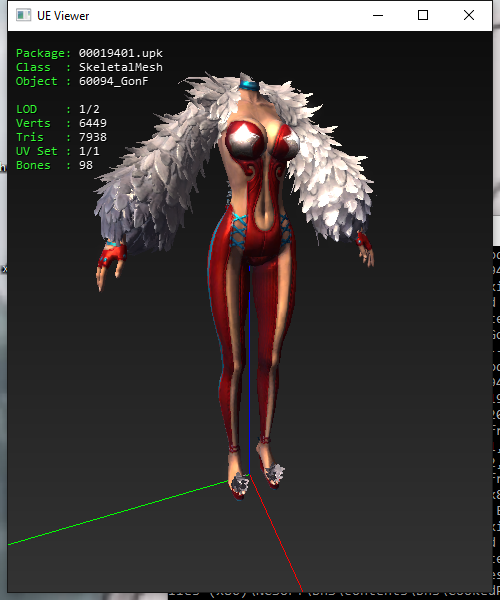 UE Viewer
Package: 00019401.upk
Class : SkeletalMesh
Object : 60094_GonF
LOD : 1/2
Verts : 6449
Tris : 7938
UV Set : 1/1
Bones : 98